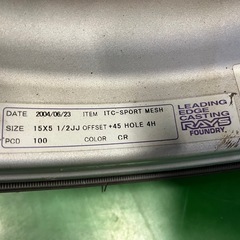 DATE 2004/06/23 ITEM ITC-SPORT MESH
SIZE 15X5 1/2JJ OFFSET +45 HOLE 4H
PCD 100 COLOR CR
LEADING
EDGE
CASTING
RAYS
FOUNDRY.